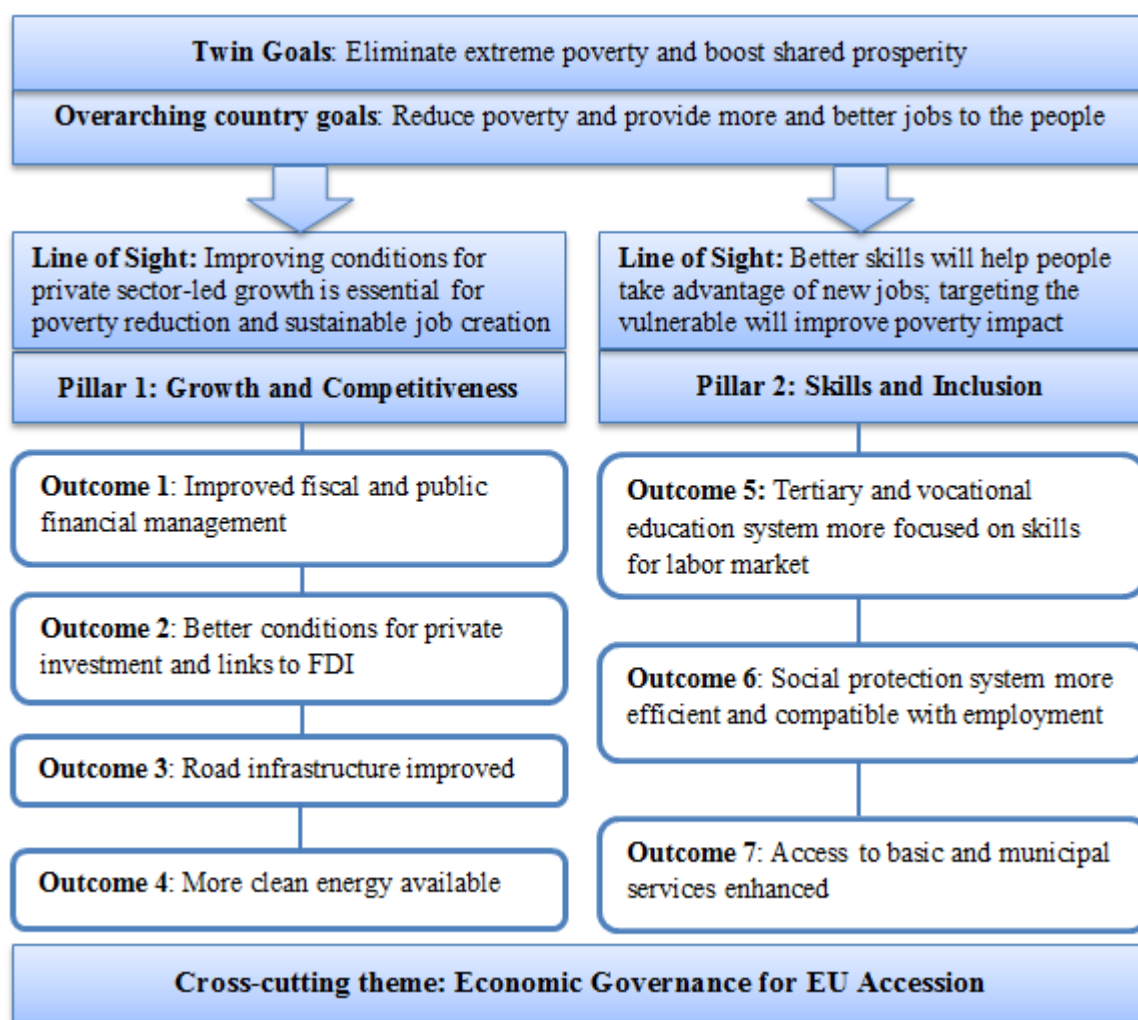 Twin Goals: Eliminate extreme poverty and boost shared prosperity
Overarching country goals: Reduce poverty and provide more and better jobs to the people
Line of Sight: Improving conditions for
private sector-led growth is essential for
poverty reduction and sustainable job creation
Pillar 1: Growth and Competitiveness
Outcome 1: Improved fiscal and public
financial management
Outcome 2: Better conditions for private
investment and links to FDI
Outcome 3: Road infrastructure improved
Outcome 4: More clean energy available
Line of Sight: Better skills will help people
take advantage of new jobs; targeting the
vulnerable will improve poverty impact
Pillar 2: Skills and Inclusion
Outcome 5: Tertiary and vocational
education system more focused on skills
for labor market
Outcome 6: Social protection system more
efficient and compatible with employment
Outcome 7: Access to basic and municipal
services enhanced
Cross-cutting theme: Economic Governance for EU Accession